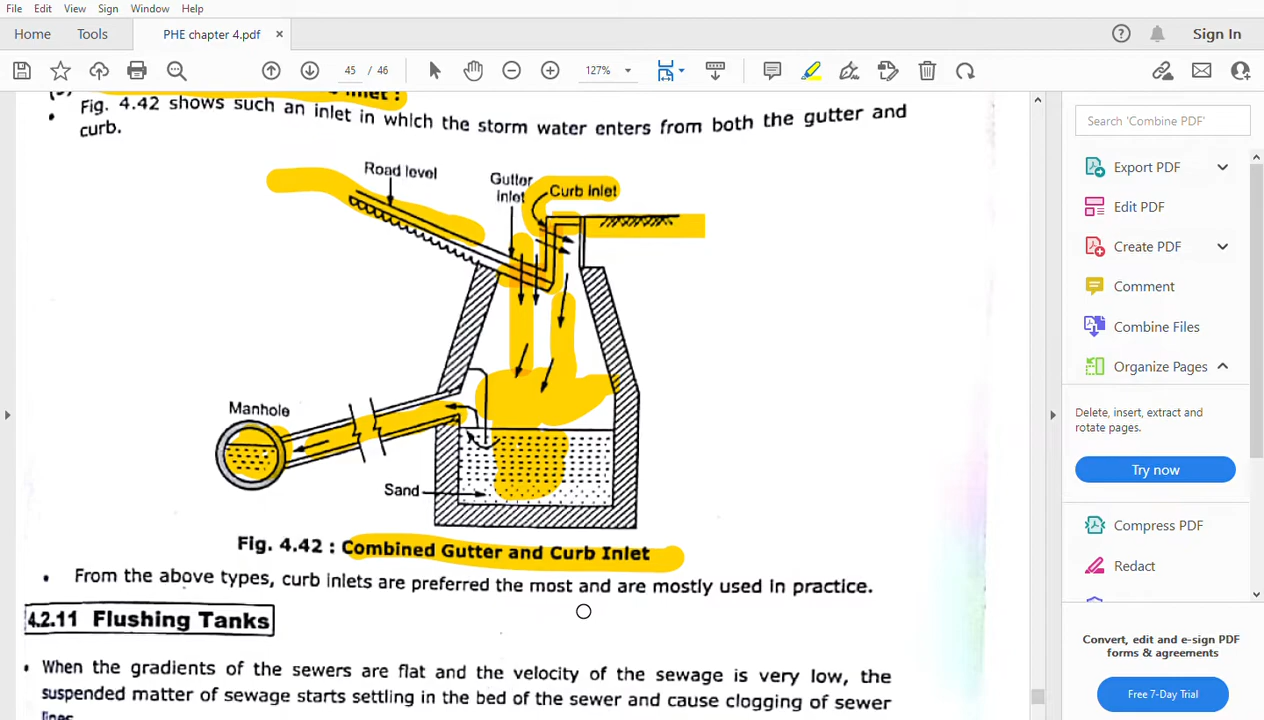 File Edit View Sign Window Help
Home Tools PHE chapter 4.pdf × Sign In
45 / 46 127%
Inlet :
• Fig. 4.42 shows such an inlet in which the storm water enters from both the gutter and
curb.
Road level
Gutter
inlet
Curb inlet
Manhole
Sand
Fig. 4.42 : Combined Gutter and Curb Inlet
• From the above types, curb inlets are preferred the most and are mostly used in practice.
4.2.11 Flushing Tanks
• When the gradients of the sewers are flat and the velocity of the sewage is very low, the
suspended matter of sewage starts settling in the bed of the sewer and cause clogging of sewer
lines
Search 'Combine PDF'
Export PDF
Edit PDF
Create PDF
Comment
Combine Files
Organize Pages
Delete, insert, extract and
rotate pages.
Try now
Compress PDF
Redact
Convert, edit and e-sign PDF
forms & agreements
Free 7-Day Trial